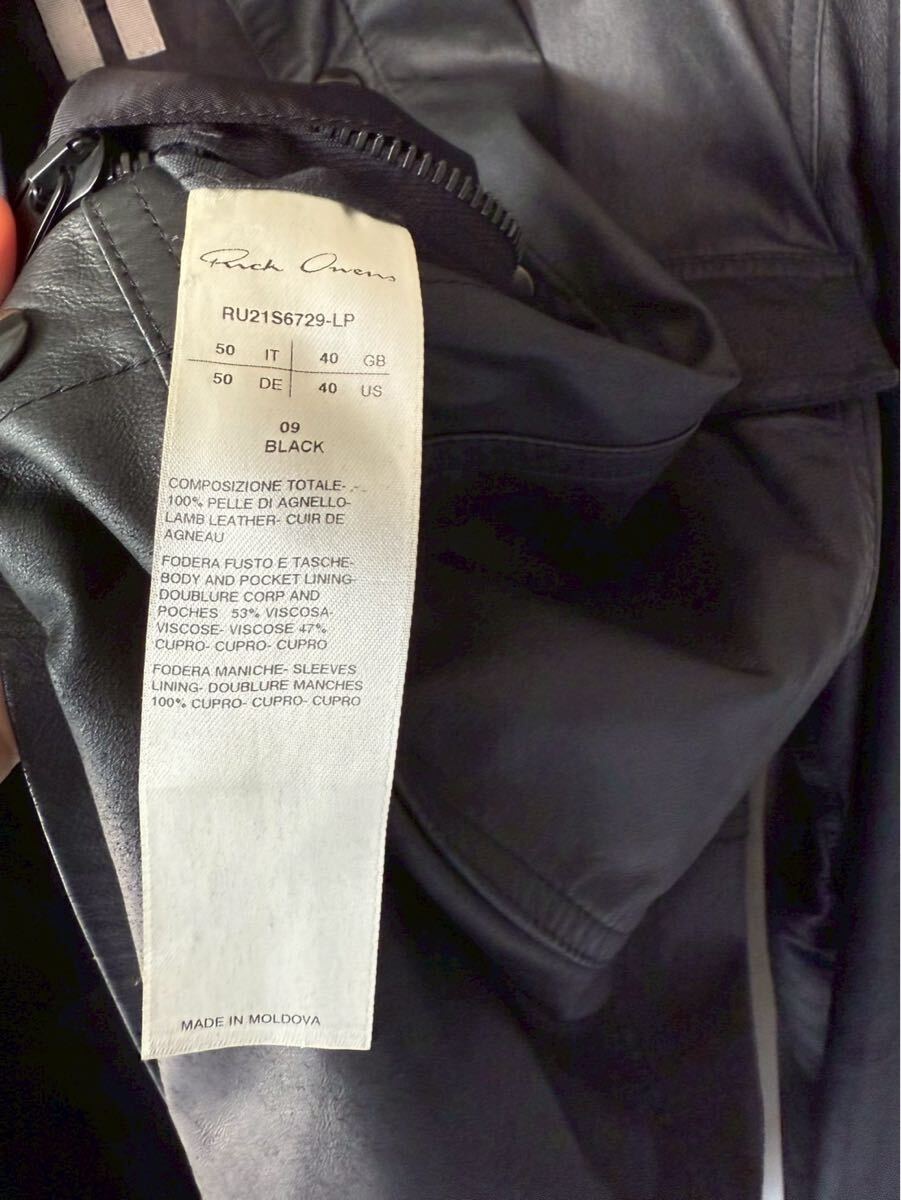 Rick Owens
RU21S6729-LP
50 IT 40 GB
50 DE 40 US
09
BLACK
COMPOSIZIONE TOTALE-
100% PELLE DI AGNELLO-
LAMB LEATHER- CUIR DE
AGNEAU
FODERA FUSTO E TASCHE-
BODY AND POCKET LINING-
DOUBLURE CORP AND
POCHES 53% VISCOSA-
VISCOSE- VISCOSE 47%
CUPRO- CUPRO- CUPRO
FODERA MANICHE- SLEEVES
LINING- DOUBLURE MANCHES
100% CUPRO- CUPRO- CUPRO
MADE IN MOLDOVA